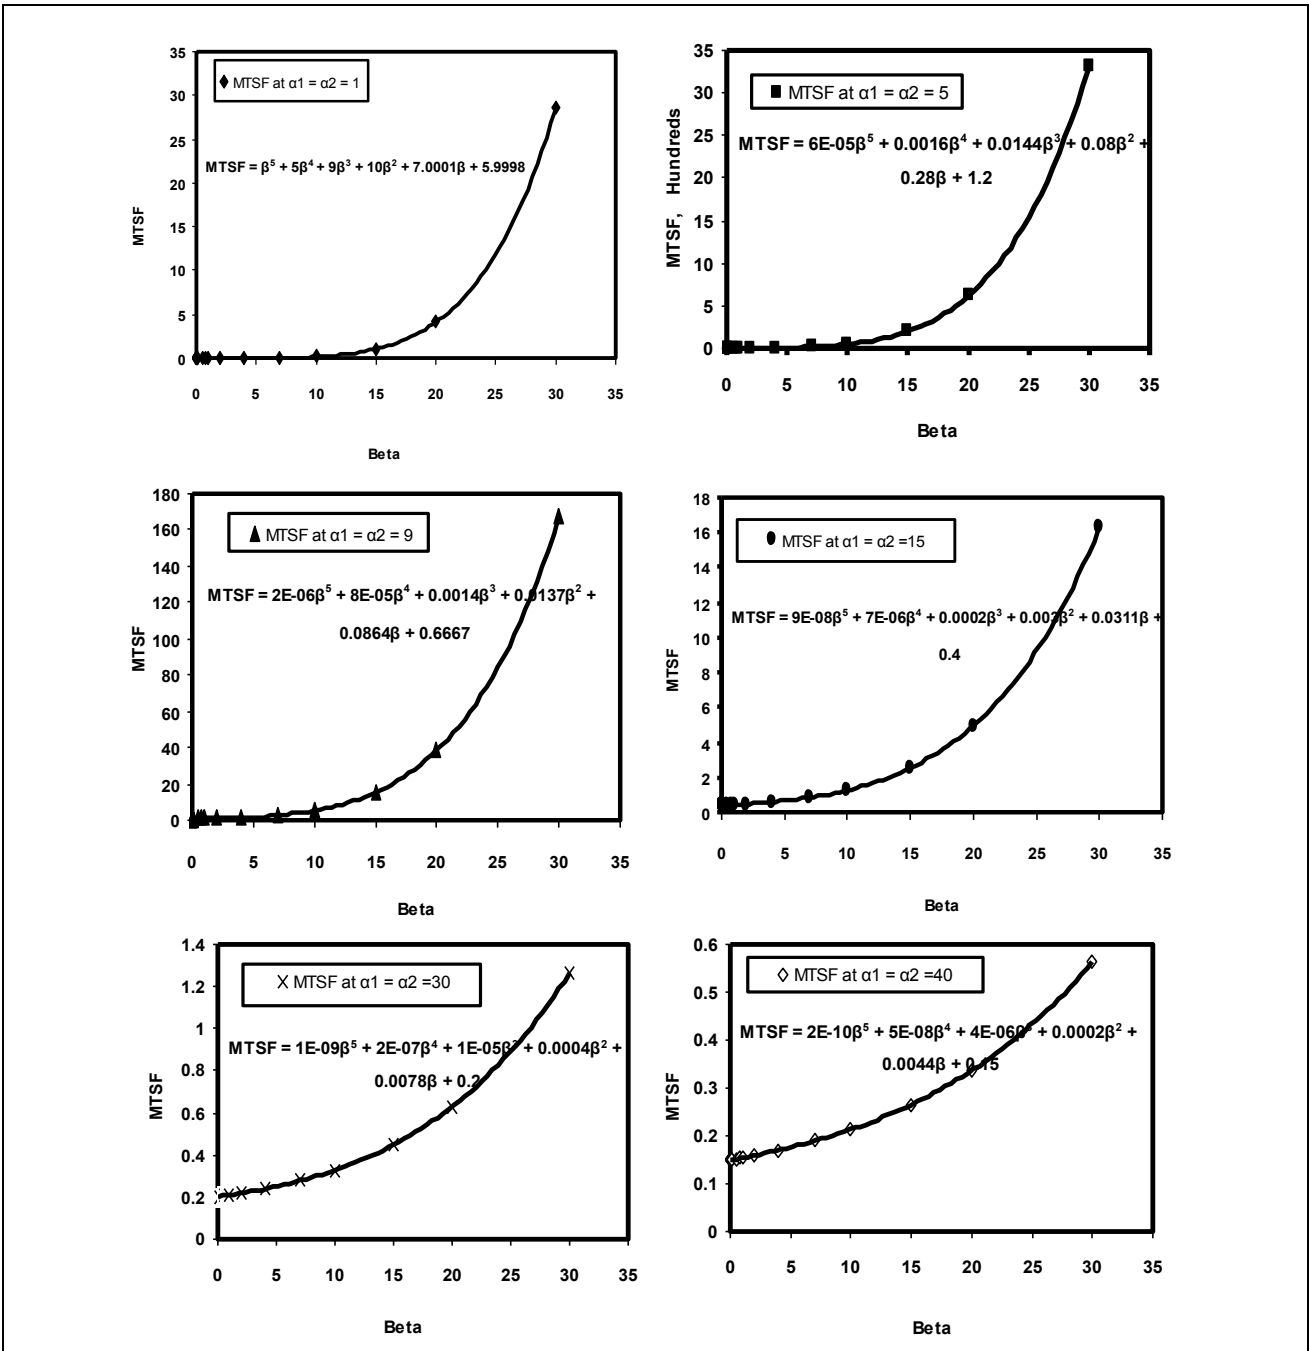 35
30
25
20
15
10
5
0
MTSF
MTSF at α1 = α2 = 1
MTSF = β⁵ + 5β⁴ + 9β³ + 10β² + 7.0001β + 5.9998
0 5 10 15 20 25 30 35
Beta
35
30
25
20
15
10
5
0
MTSF, Hundreds
MTSF at α1 = α2 = 5
MTSF = 6E-05β⁵ + 0.0016β⁴ + 0.0144β³ + 0.08β² +
0.28β + 1.2
0 5 10 15 20 25 30 35
Beta
180
160
140
120
100
80
60
40
20
0
MTSF
MTSF at α1 = α2 = 9
MTSF = 2E-06β⁵ + 8E-05β⁴ + 0.0014β³ + 0.0137β² +
0.0864β + 0.6667
0 5 10 15 20 25 30 35
Beta
18
16
14
12
10
8
6
4
2
0
MTSF
MTSF at α1 = α2 =15
MTSF = 9E-08β⁵ + 7E-06β⁴ + 0.0002β³ + 0.003β² + 0.0311β +
0.4
0 5 10 15 20 25 30 35
Beta
1.4
1.2
1
0.8
0.6
0.4
0.2
0
MTSF
MTSF at α1 = α2 =30
MTSF = 1E-09β⁵ + 2E-07β⁴ + 1E-05β³ + 0.0004β² +
0.0078β + 0.2
0 5 10 15 20 25 30 35
Beta
0.6
0.5
0.4
0.3
0.2
0.1
0
MTSF
MTSF at α1 = α2 =40
MTSF = 2E-10β⁵ + 5E-08β⁴ + 4E-06β³ + 0.0002β² +
0.0044β + 0.15
0 5 10 15 20 25 30 35
Beta